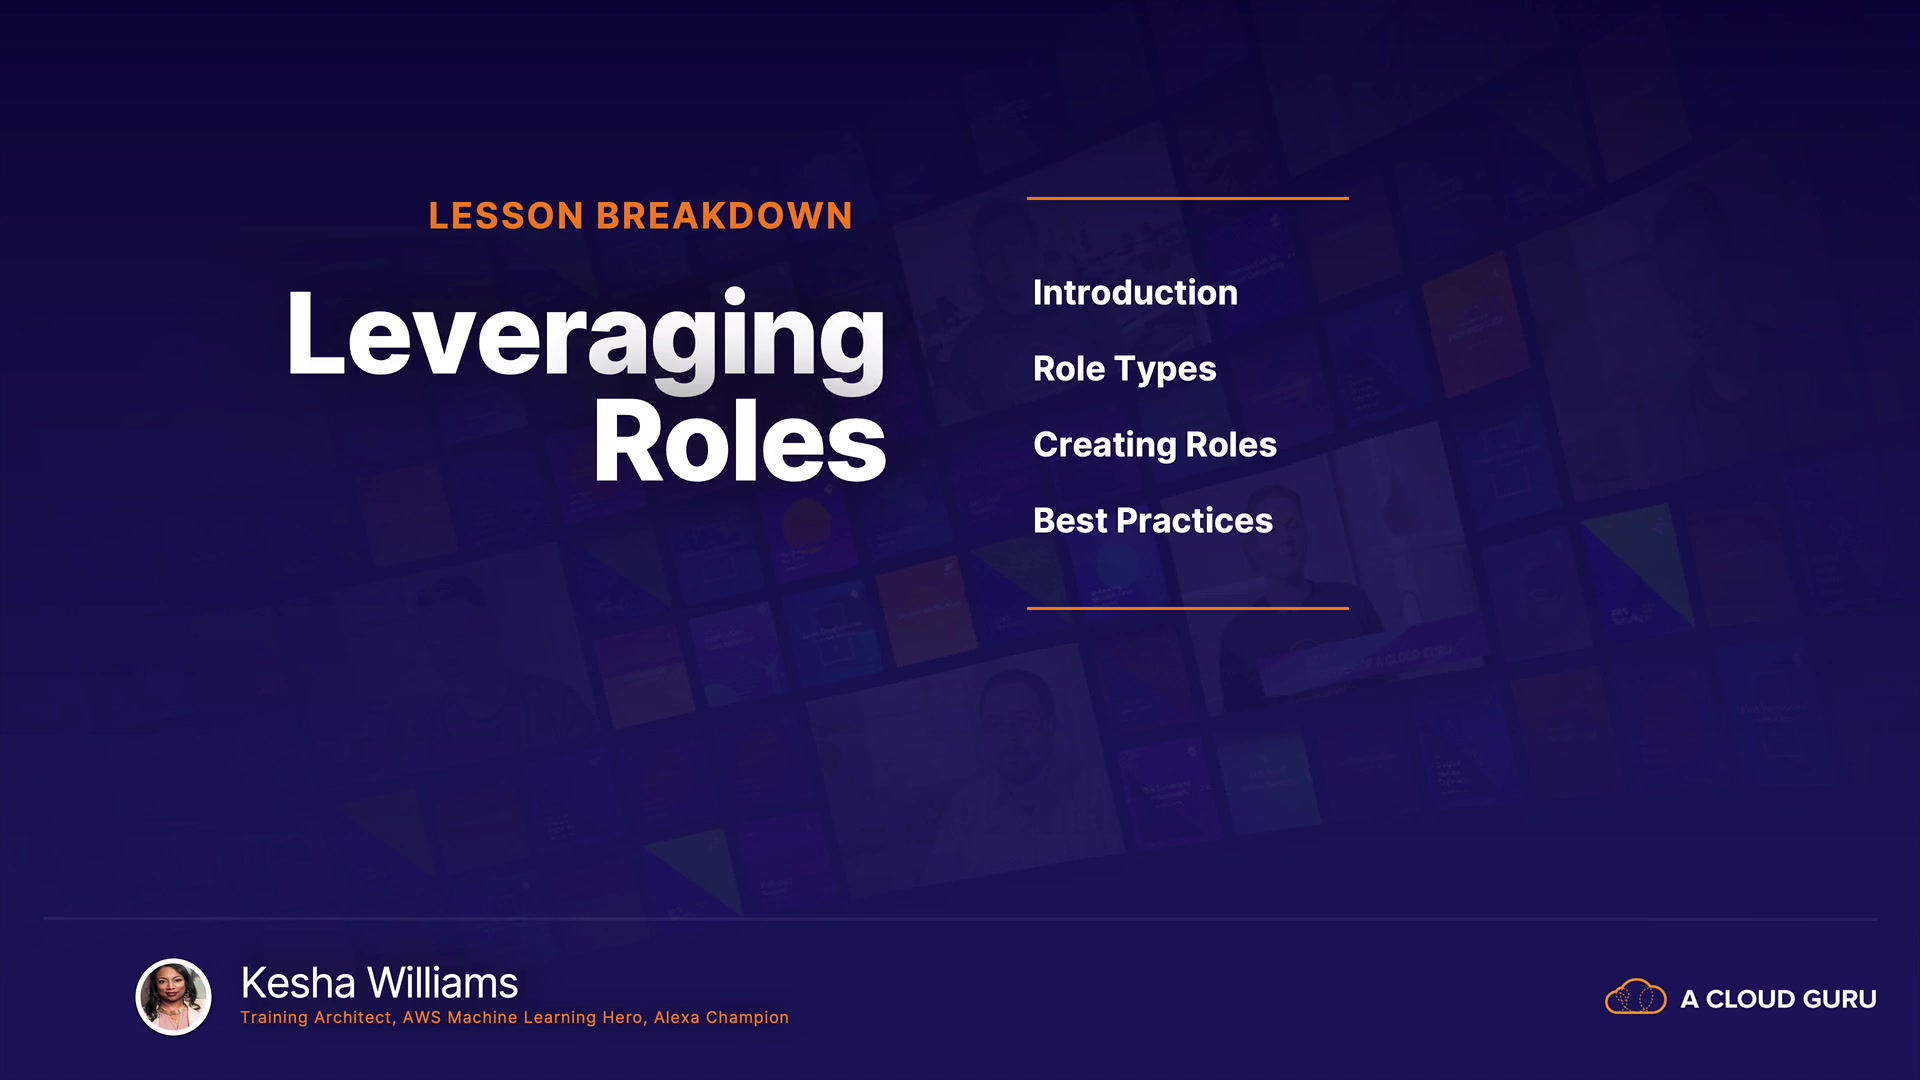 LESSON BREAKDOWN
Leveraging
Roles
Introduction
Role Types
Creating Roles
Best Practices
Kesha Williams
Training Architect, AWS Machine Learning Hero, Alexa Champion
A CLOUD GURU